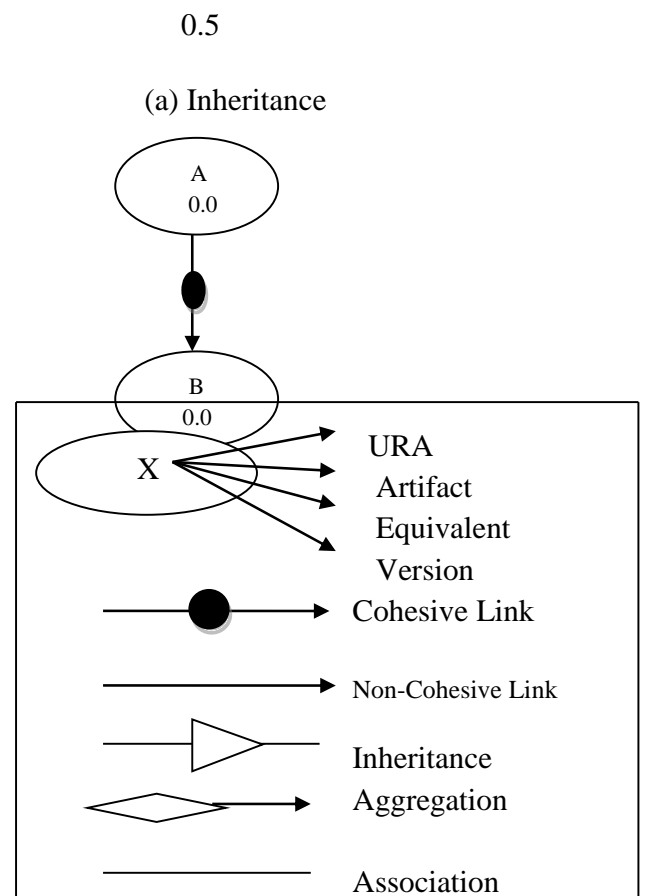 0.5
(a) Inheritance
A
0.0
B
0.0
X
URA
Artifact
Equivalent
Version
Cohesive Link
Non-Cohesive Link
Inheritance
Aggregation
Association